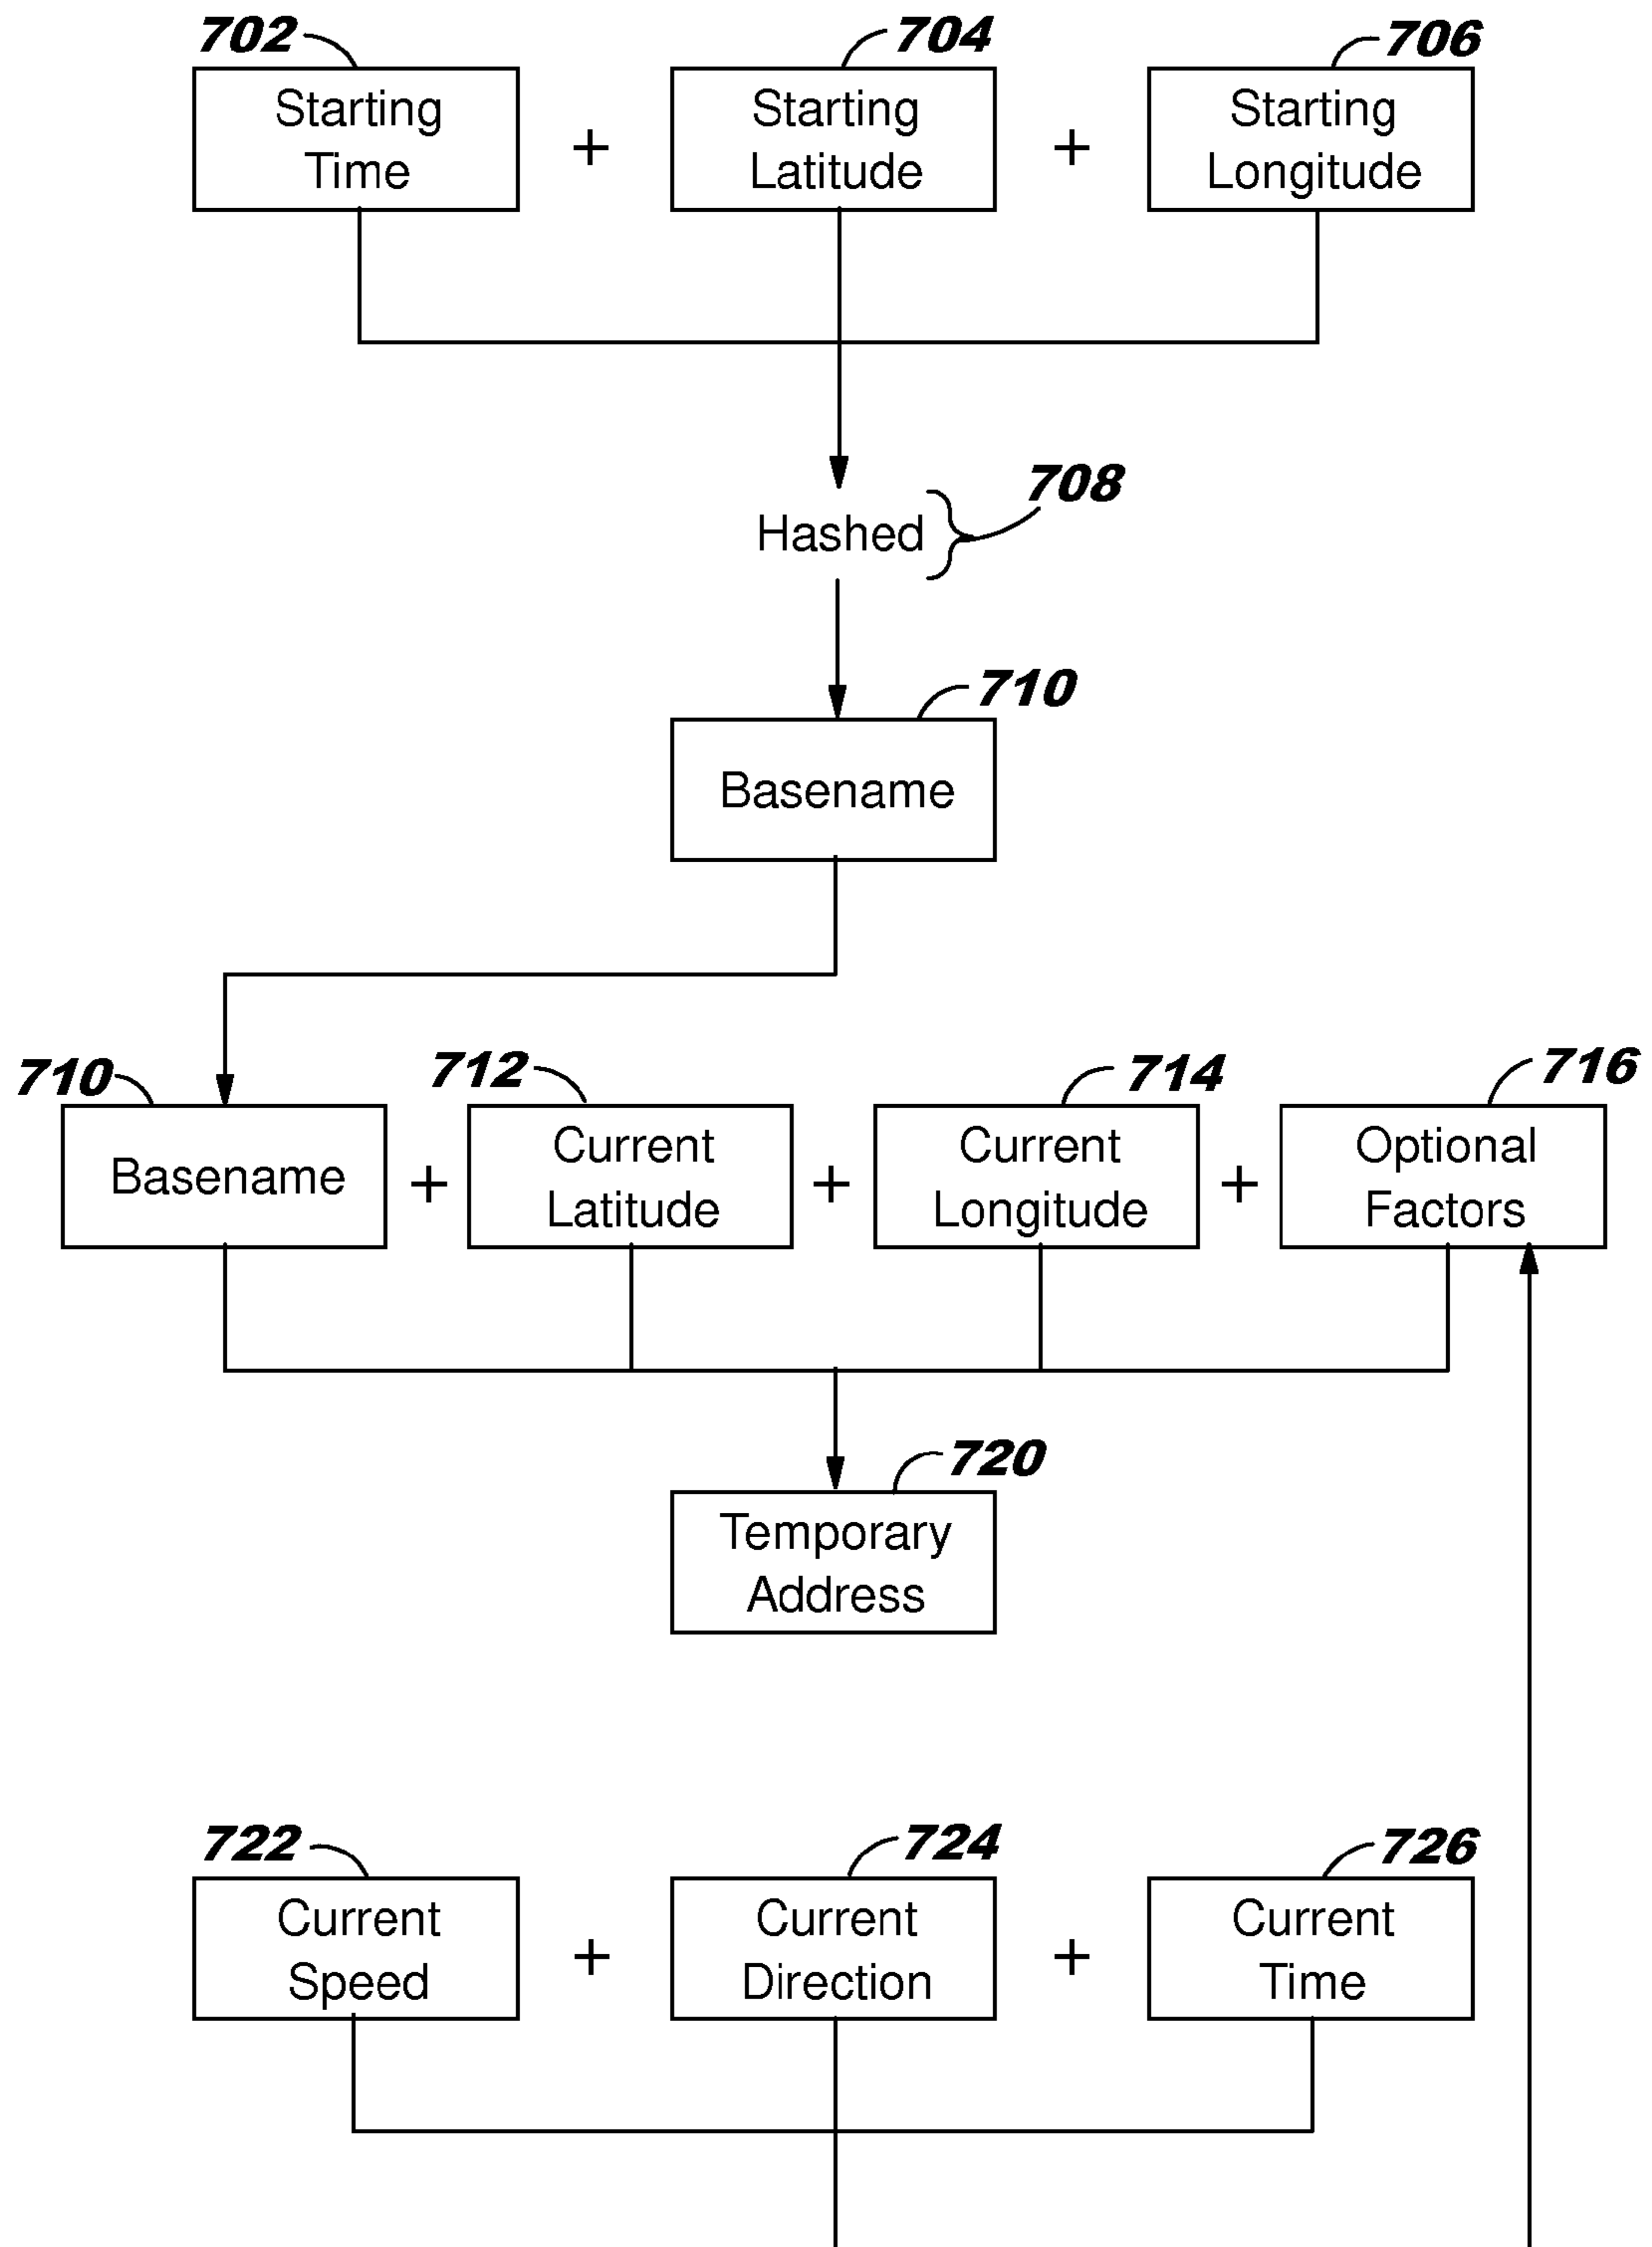 702 704 706
Starting Starting Starting
Time + Latitude + Longitude
708
Hashed
710
Basename
710 712 714 716
Current Current Optional
Basename + Latitude + Longitude + Factors
720
Temporary
Address
722 724 726
Current Current Current
Speed + Direction + Time